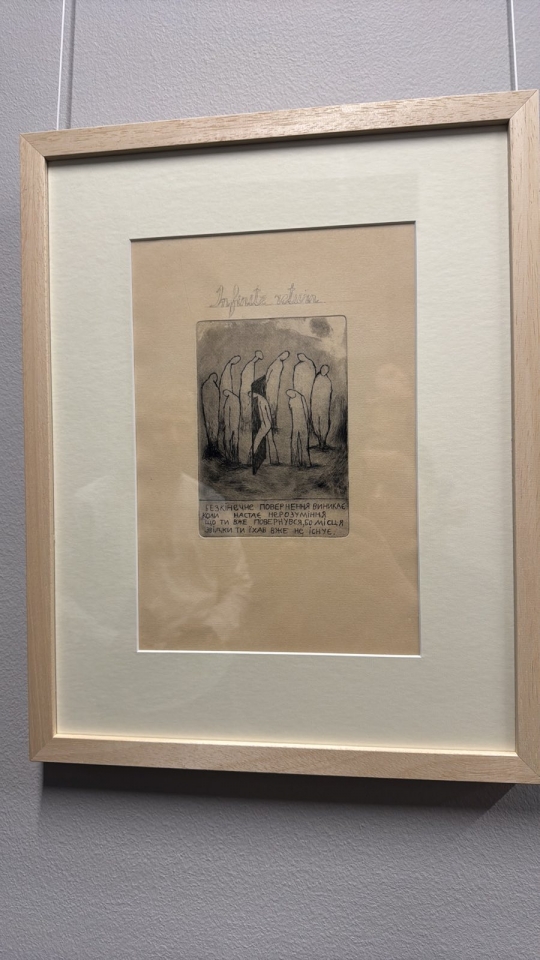 Infinite return
БЕЗКІНЕЧНЕ ПОВЕРНЕННЯ ВИНИКАЄ
КОЛИ НАСТАЄ НЕРОЗУМІННЯ
ЩО ТИ ВЖЕ ПОВЕРНУВСЯ, БО МІСЦЯ
ЗВІДКИ ТИ ЇХАВ ВЖЕ НЕ ІСНУЄ.